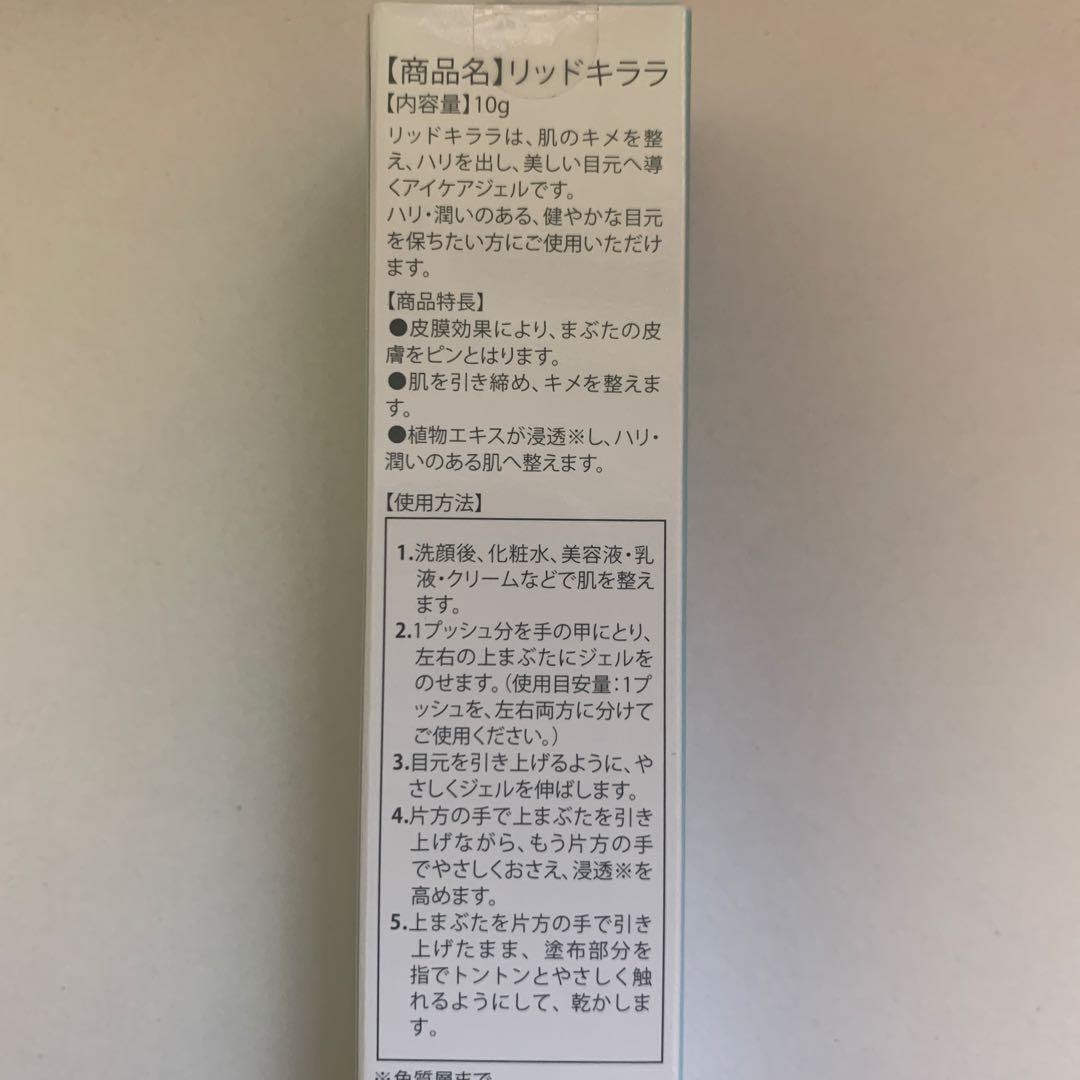 【商品名】リッドキララ
【内容量】10g
リッドキララは、肌のキメを整
え、ハリを出し、美しい目元へ導
くアイケアジェルです。
ハリ・潤いのある、健やかな目元
を保ちたい方にご使用いただけ
ます。
【商品特長】
●皮膜効果により、まぶたの皮
膚をピンとはります。
●肌を引き締め、キメを整えま
す。
●植物エキスが浸透※し、ハリ・
潤いのある肌へ整えます。
【使用方法】
1.洗顔後、化粧水、美容液・乳
液・クリームなどで肌を整え
ます。
2.1プッシュ分を手の甲にとり、
左右の上まぶたにジェルを
のせます。(使用目安量：1プ
ッシュを、左右両方に分けて
ご使用ください。)
3.目元を引き上げるように、や
さしくジェルを伸ばします。
4.片方の手で上まぶたを引き
上げながら、もう片方の手
でやさしくおさえ、浸透※を
高めます。
5.上まぶたを片方の手で引き
上げたまま、塗布部分を
指でトントンとやさしく触
れるようにして、乾かしま
す。
※角質層まで